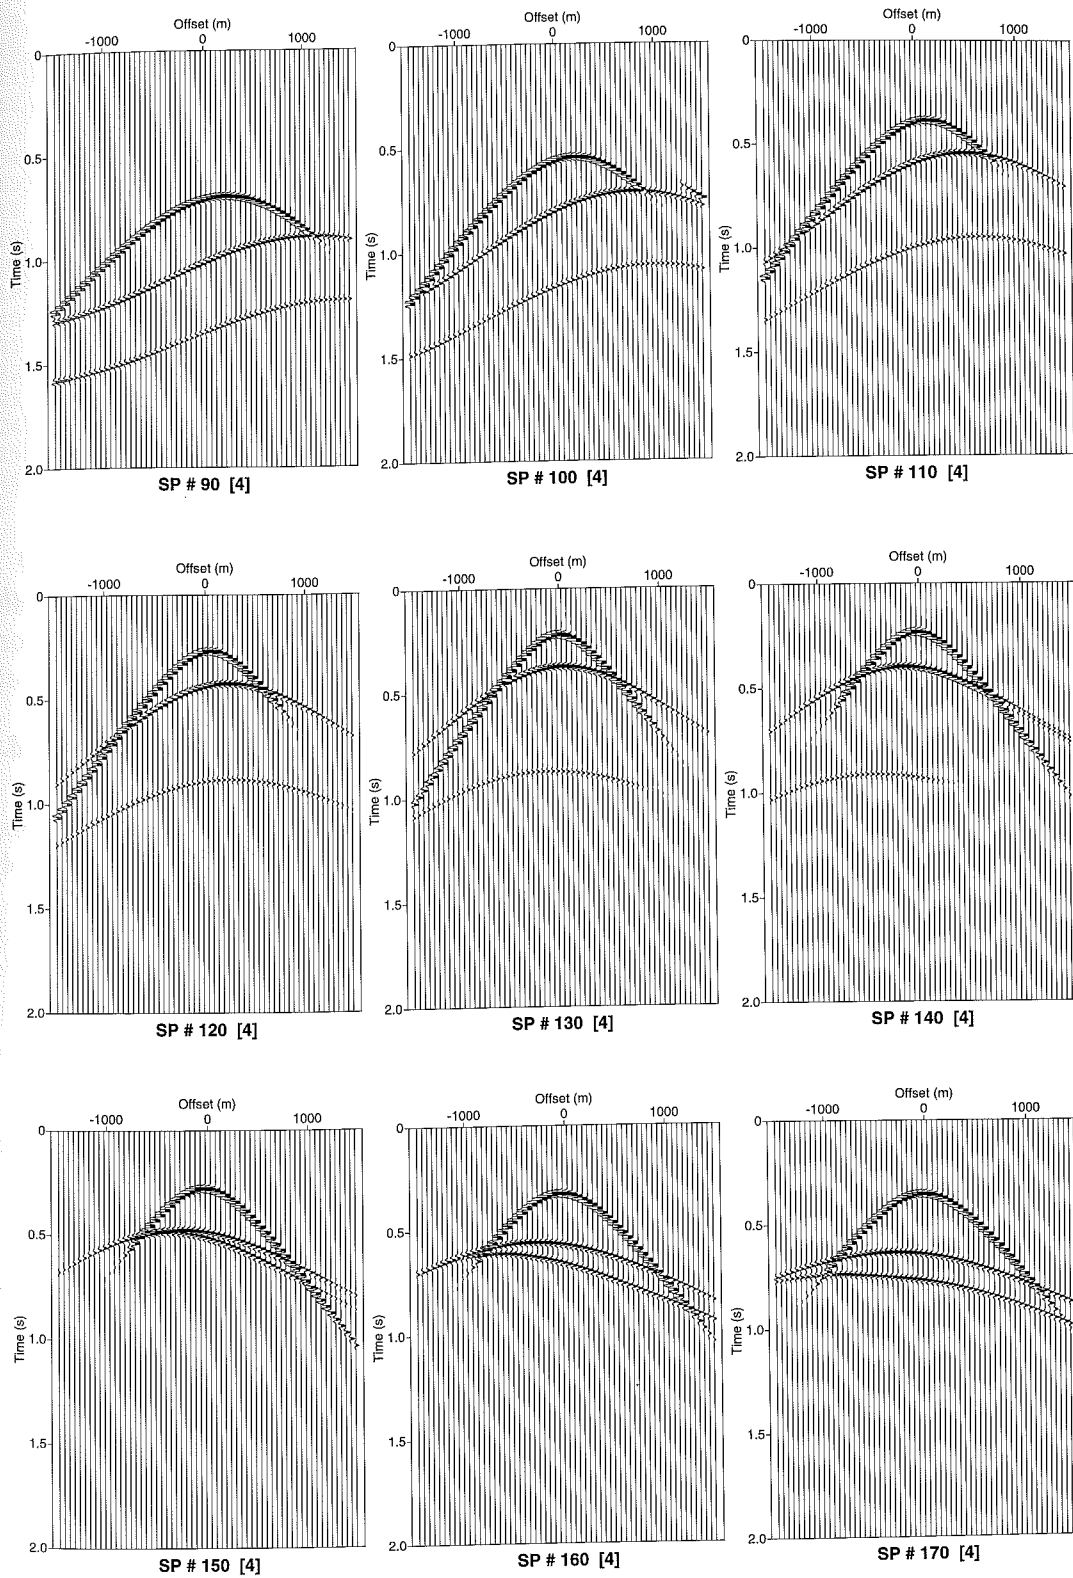 Offset (m)
-1000 0 1000
0
0.5
1.0
1.5
2.0
Time (s)
SP # 90 [4]
Offset (m)
-1000 0 1000
0
0.5
1.0
1.5
2.0
Time (s)
SP # 100 [4]
Offset (m)
-1000 0 1000
0
0.5
1.0
1.5
2.0
Time (s)
SP # 110 [4]
Offset (m)
-1000 0 1000
0
0.5
1.0
1.5
2.0
Time (s)
SP # 120 [4]
Offset (m)
-1000 0 1000
0
0.5
1.0
1.5
2.0
Time (s)
SP # 130 [4]
Offset (m)
-1000 0 1000
0
0.5
1.0
1.5
2.0
Time (s)
SP # 140 [4]
Offset (m)
-1000 0 1000
0
0.5
1.0
1.5
2.0
Time (s)
SP # 150 [4]
Offset (m)
-1000 0 1000
0
0.5
1.0
1.5
2.0
Time (s)
SP # 160 [4]
Offset (m)
-1000 0 1000
0
0.5
1.0
1.5
2.0
Time (s)
SP # 170 [4]